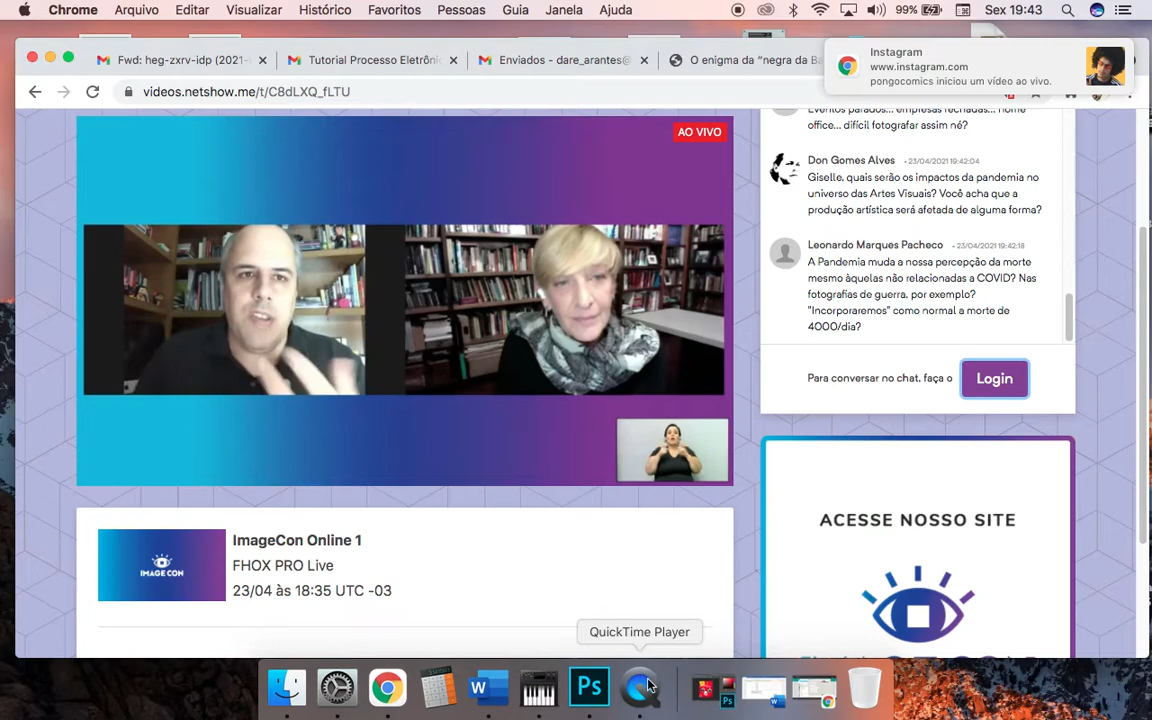 Chrome Arquivo Editar Visualizar Histórico Favoritos Pessoas Guia Janela Ajuda 99% Sex 19:43
Fwd: heg-zxrv-idp (2021- × Tutorial Processo Eletrôni × Enviados - dare_arantes@ × O enigma da “negra da Ba
Instagram
www.instagram.com
pongocomics iniciou um vídeo ao vivo.
videos.netshow.me/t/C8dLXQ_fLTU
AO VIVO
Eventos parados... empresas fechadas... home
office... difícil fotografar assim né?
Don Gomes Alves • 23/04/2021 19:42:04
Giselle, quais serão os impactos da pandemia no
universo das Artes Visuais? Você acha que a
produção artística será afetada de alguma forma?
Leonardo Marques Pacheco • 23/04/2021 19:42:18
A Pandemia muda a nossa percepção da morte
mesmo àquelas não relacionadas a COVID? Nas
fotografias de guerra, por exemplo?
"Incorporaremos" como normal a morte de
4000/dia?
Para conversar no chat, faça o Login
IMAGE CON
ImageCon Online 1
FHOX PRO Live
23/04 às 18:35 UTC -03
ACESSE NOSSO SITE
QuickTime Player
W
Ps